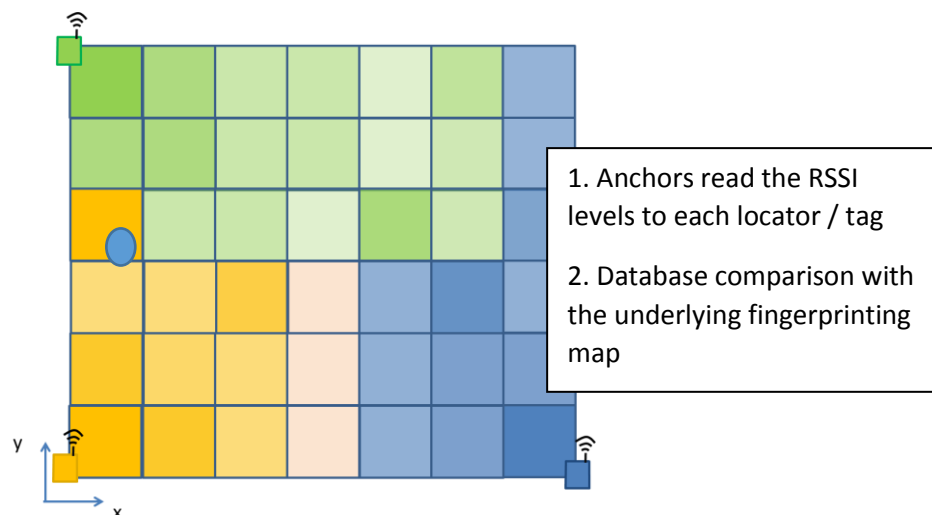 1. Anchors read the RSSI
levels to each locator / tag
2. Database comparison with
the underlying fingerprinting
map
y
x